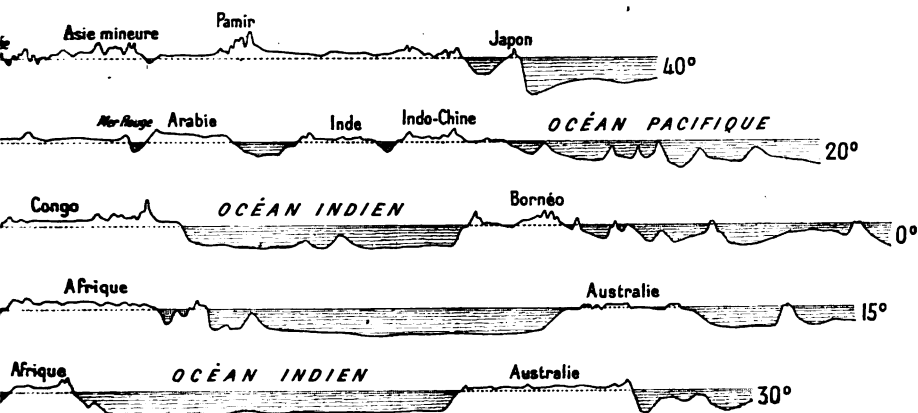 Asie mineure Pamir Japon 40°
Mer Rouge Arabie Inde Indo-Chine OCÉAN PACIFIQUE 20°
Congo OCÉAN INDIEN Bornéo 0°
Afrique Australie 15°
Afrique OCÉAN INDIEN Australie 30°